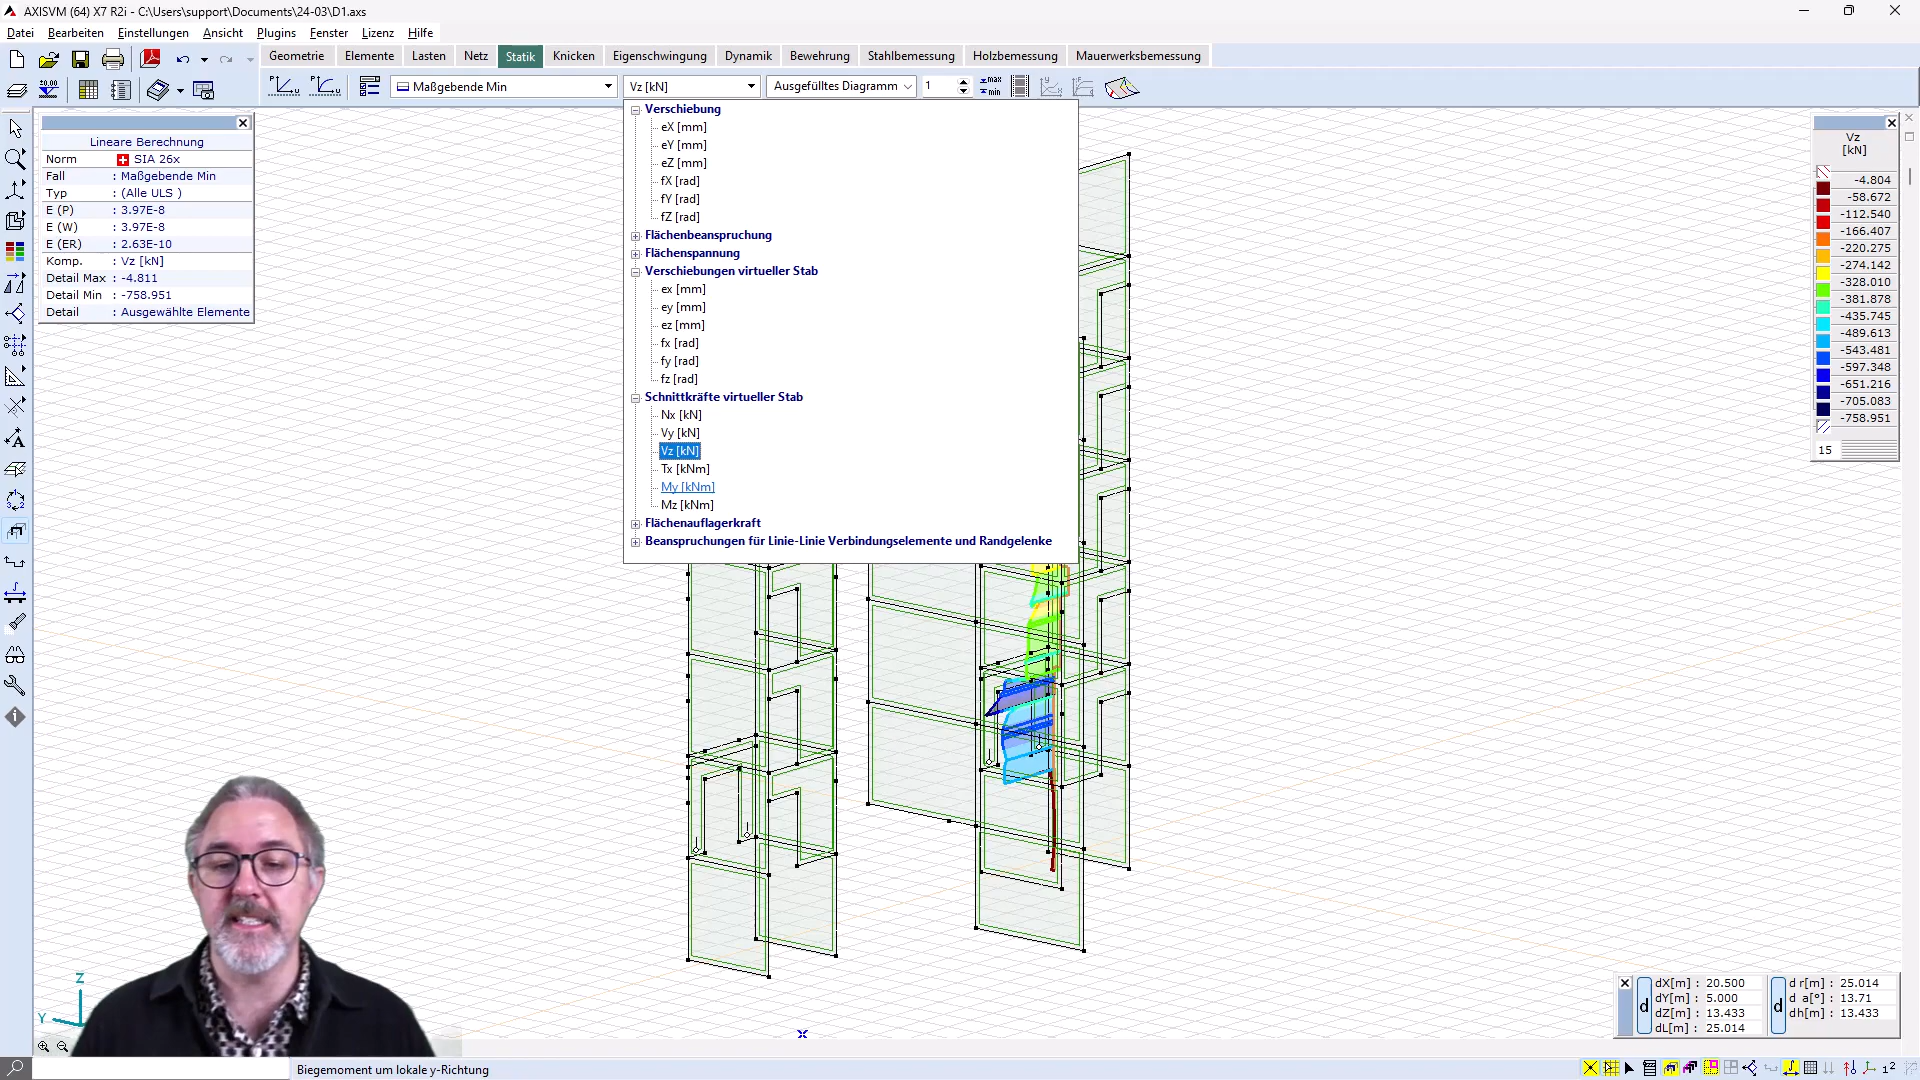 AXISVM (64) X7 R2i - C:\Users\support\Documents\24-03\D1.axs
Datei Bearbeiten Einstellungen Ansicht Plugins Fenster Lizenz Hilfe
Geometrie Elemente Lasten Netz Statik Knicken Eigenschwingung Dynamik Bewehrung Stahlbemessung Holzbemessung Mauerwerksbemessung
Maßgebende Min Vz [kN] Ausgefülltes Diagramm 1 max min
Lineare Berechnung
Norm SIA 26x
Fall : Maßgebende Min
Typ : (Alle ULS )
E (P) : 3.97E-8
E (W) : 3.97E-8
E (ER) : 2.63E-10
Komp. : Vz [kN]
Detail Max : -4.811
Detail Min : -758.951
Detail : Ausgewählte Elemente
Verschiebung
eX [mm]
eY [mm]
eZ [mm]
fX [rad]
fY [rad]
fZ [rad]
Flächenbeanspruchung
Flächenspannung
Verschiebungen virtueller Stab
ex [mm]
ey [mm]
ez [mm]
fx [rad]
fy [rad]
fz [rad]
Schnittkräfte virtueller Stab
Nx [kN]
Vy [kN]
Vz [kN]
Tx [kNm]
My [kNm]
Mz [kNm]
Flächenauflagerkraft
Beanspruchungen für Linie-Linie Verbindungselemente und Randgelenke
Vz
[kN]
-4.804
-58.672
-112.540
-166.407
-220.275
-274.142
-328.010
-381.878
-435.745
-489.613
-543.481
-597.348
-651.216
-705.083
-758.951
15
Z
Y
d
dX[m] : 20.500
dY[m] : 5.000
dZ[m] : 13.433
dL[m] : 25.014
d
d r[m] : 25.014
d a[°] : 13.71
dh[m] : 13.433
Biegemoment um lokale y-Richtung